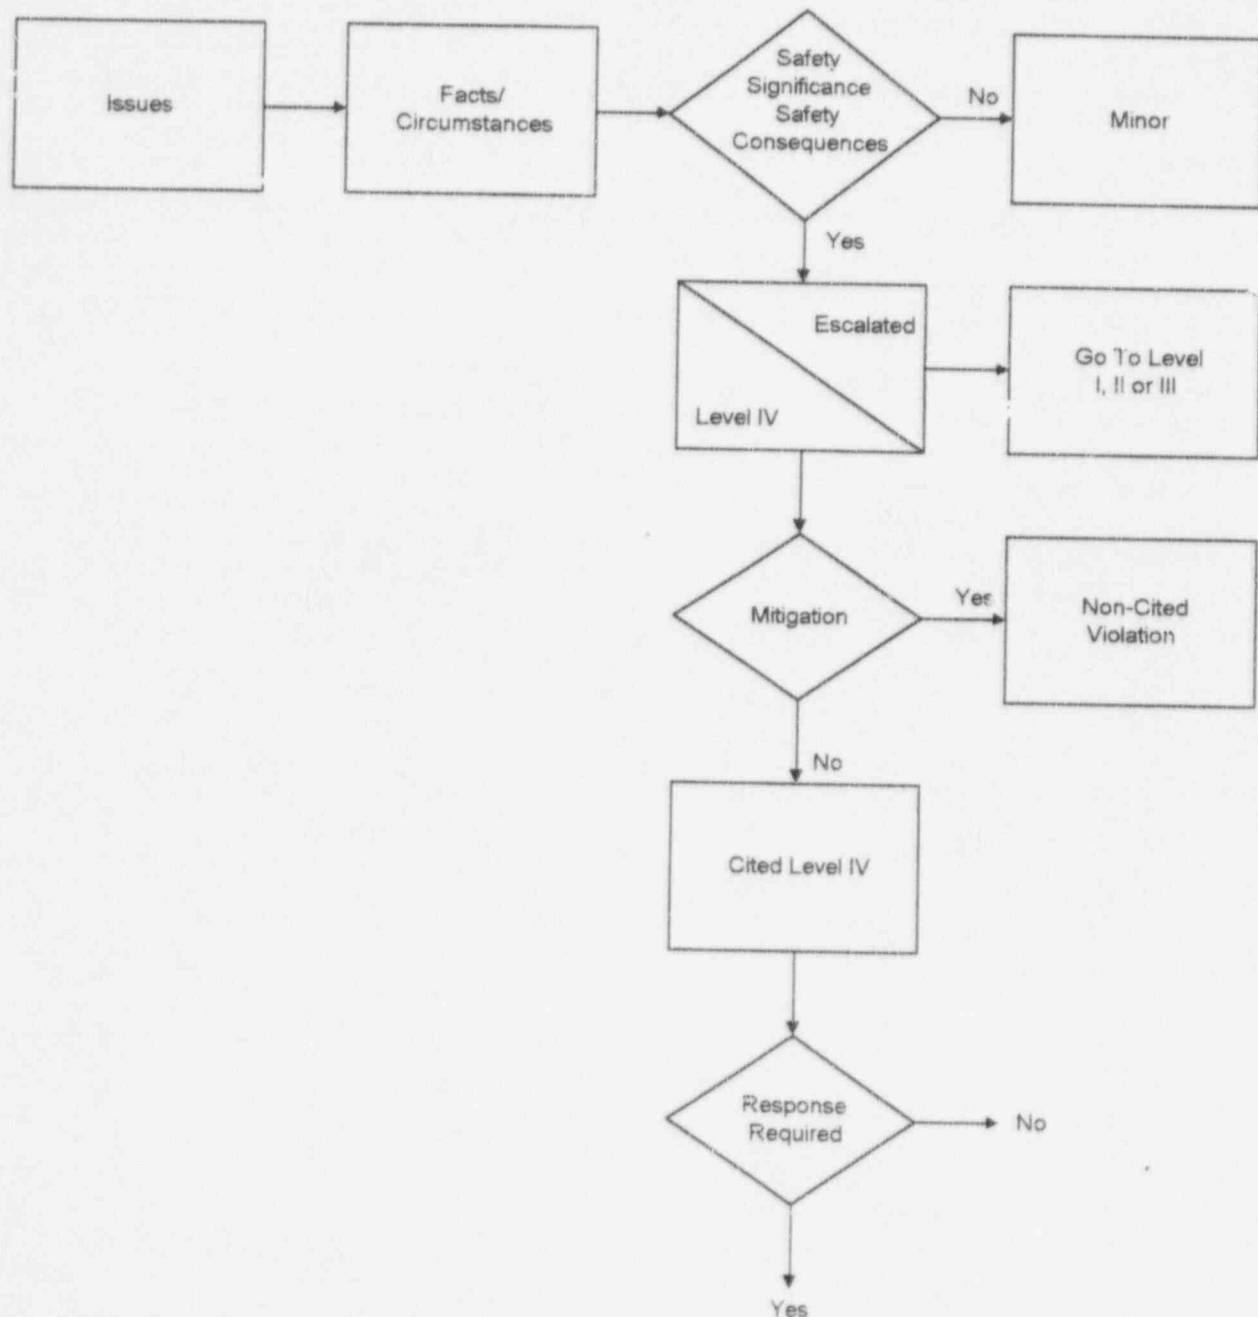 Issues
Facts/
Circumstances
Safety
Significance
Safety
Consequences
No
Minor
Yes
Escalated
Level IV
Go To Level
I, II or III
Mitigation
Yes
Non-Cited
Violation
No
Cited Level IV
Response
Required
No
Yes